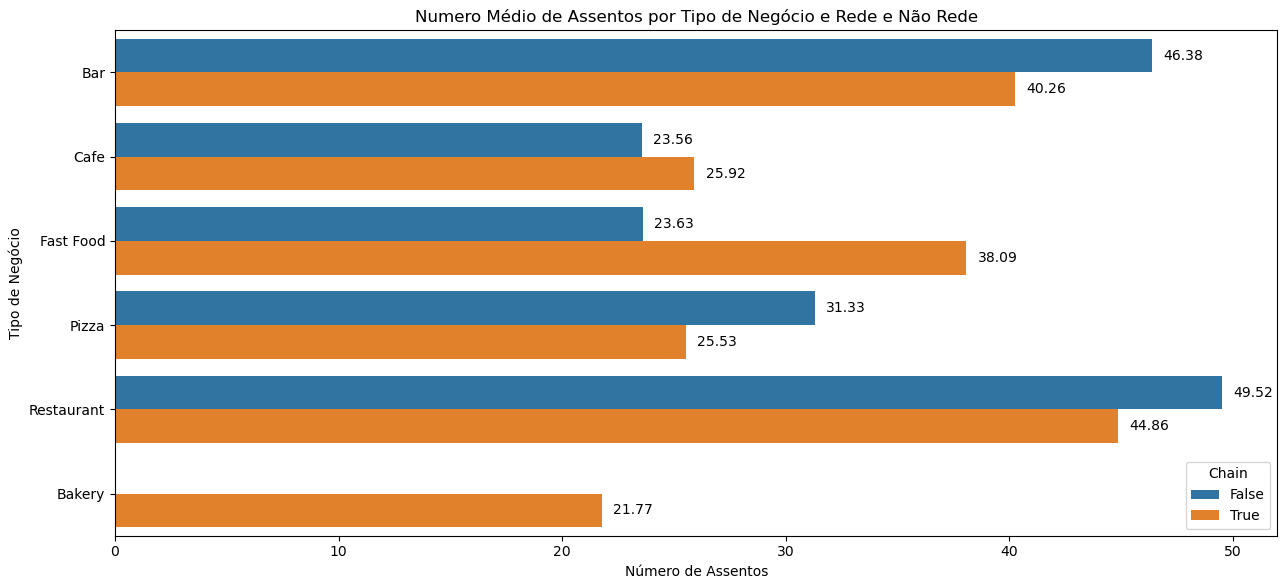 Numero Médio de Assentos por Tipo de Negócio e Rede e Não Rede
Tipo de Negócio
Bar
46.38
40.26
Cafe
23.56
25.92
Fast Food
23.63
38.09
Pizza
31.33
25.53
Restaurant
49.52
44.86
Bakery
21.77
Chain
False
True
0 10 20 30 40 50
Número de Assentos